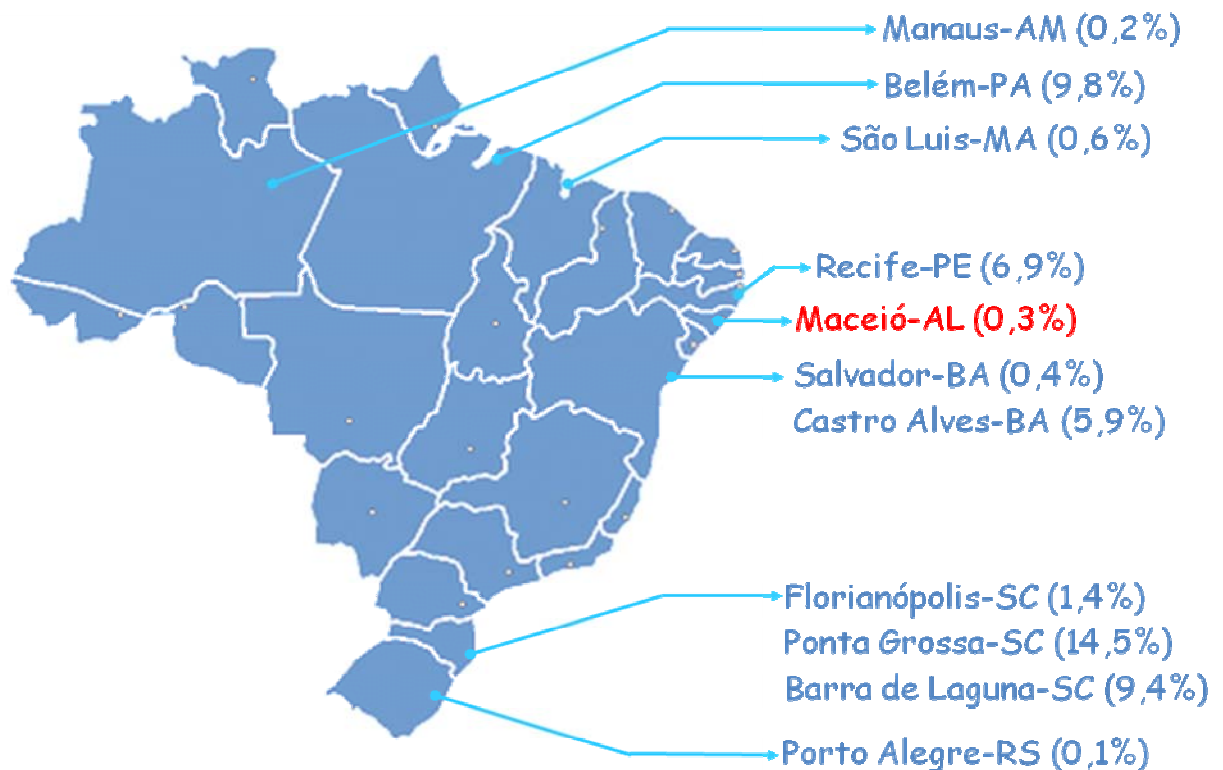 Manaus-AM (0,2%)
Belém-PA (9,8%)
São Luis-MA (0,6%)
Recife-PE (6,9%)
Maceió-AL (0,3%)
Salvador-BA (0,4%)
Castro Alves-BA (5,9%)
Florianópolis-SC (1,4%)
Ponta Grossa-SC (14,5%)
Barra de Laguna-SC (9,4%)
Porto Alegre-RS (0,1%)